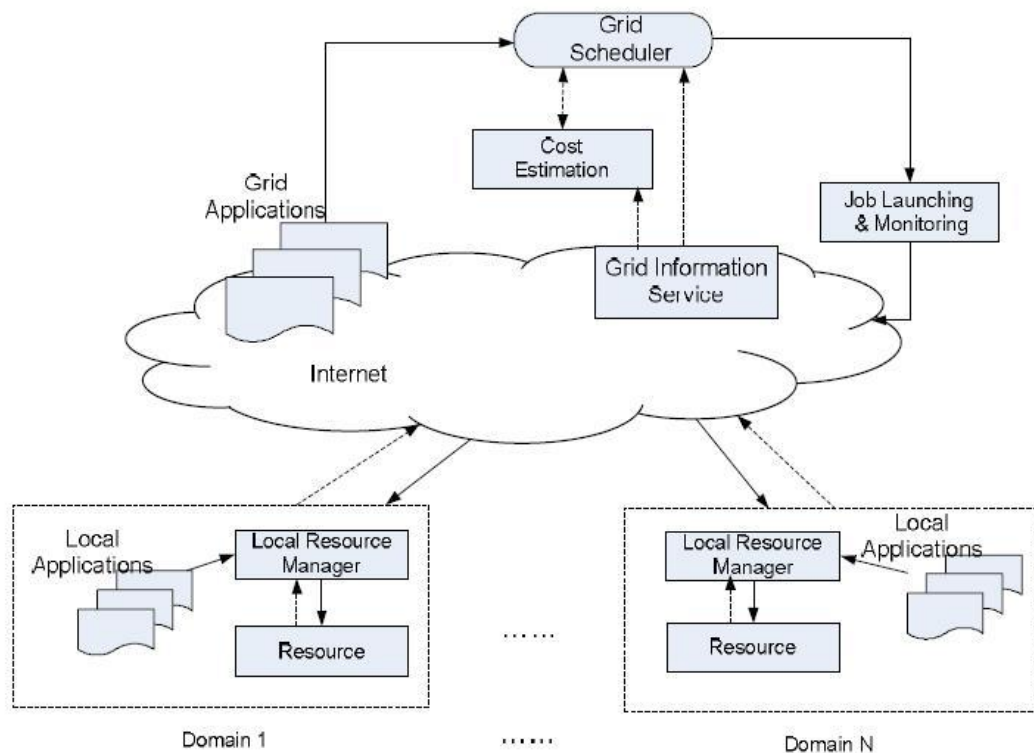 Grid
Scheduler
Cost
Estimation
Grid
Applications
Job Launching
& Monitoring
Grid Information
Service
Internet
Local
Applications
Local Resource
Manager
Resource
.......
Local Resource
Manager
Resource
Local
Applications
Domain 1
.......
Domain N